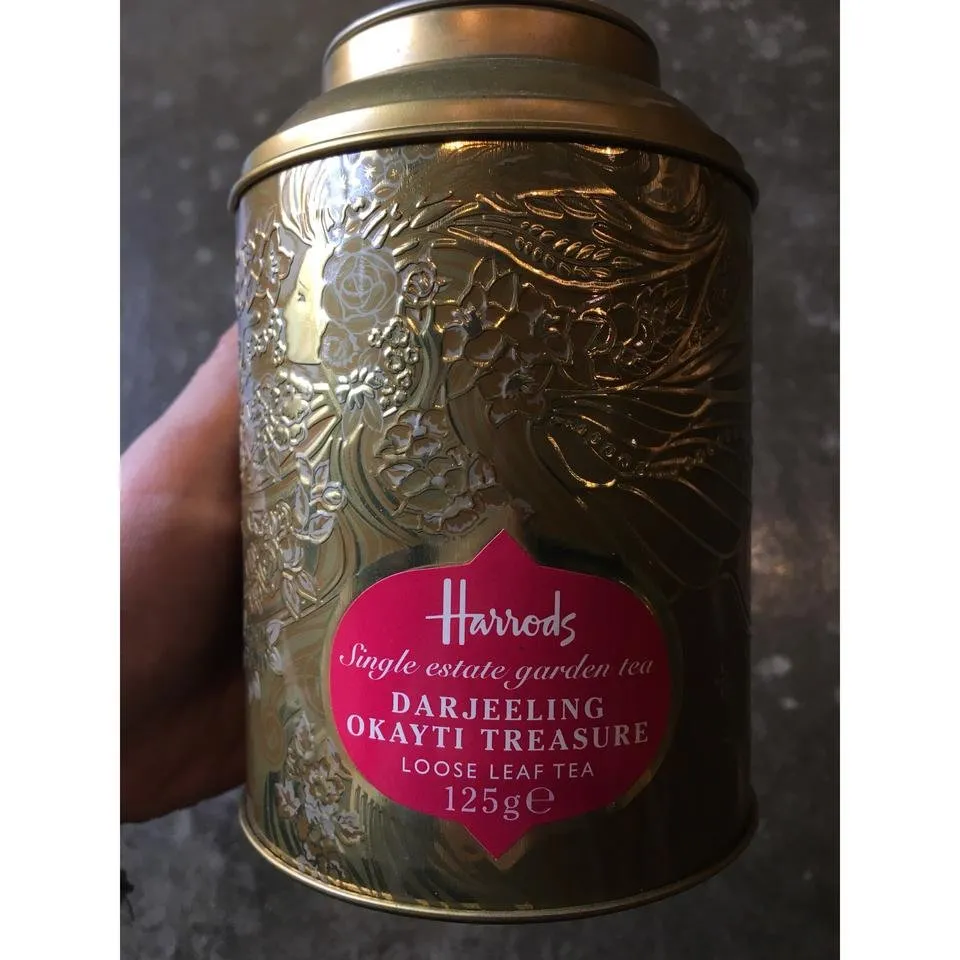 Harrods
Single estate garden tea
DARJEELING
OKAYTI TREASURE
LOOSE LEAF TEA
125g℮